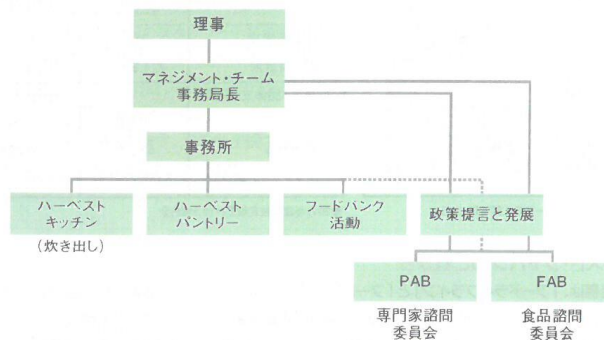 理事
マネジメント・チーム
事務局長
事務所
ハーベスト
キッチン
(炊き出し)
ハーベスト
パントリー
フードバンク
活動
政策提言と発展
PAB
専門家諮問
委員会
FAB
食品諮問
委員会